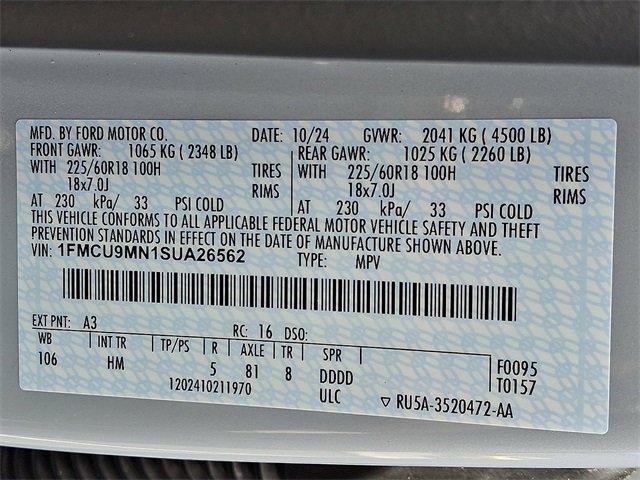 MFD. BY FORD MOTOR CO. DATE: 10/24 GVWR: 2041 KG ( 4500 LB)
FRONT GAWR: 1065 KG ( 2348 LB) REAR GAWR: 1025 KG ( 2260 LB)
WITH 225/60R18 100H TIRES WITH 225/60R18 100H TIRES
18x7.0J RIMS 18x7.0J RIMS
AT 230 kPa/ 33 PSI COLD AT 230 kPa/ 33 PSI COLD
THIS VEHICLE CONFORMS TO ALL APPLICABLE FEDERAL MOTOR VEHICLE SAFETY AND THEFT
PREVENTION STANDARDS IN EFFECT ON THE DATE OF MANUFACTURE SHOWN ABOVE.
VIN: 1FMCU9MN1SUA26562 TYPE: MPV
EXT PNT: A3 RC: 16 DSO:
WB INT TR TP/PS R AXLE TR SPR F0095
106 HM 5 81 8 DDDD T0157
1202410211970 ULC ▽ RU5A-3520472-AA